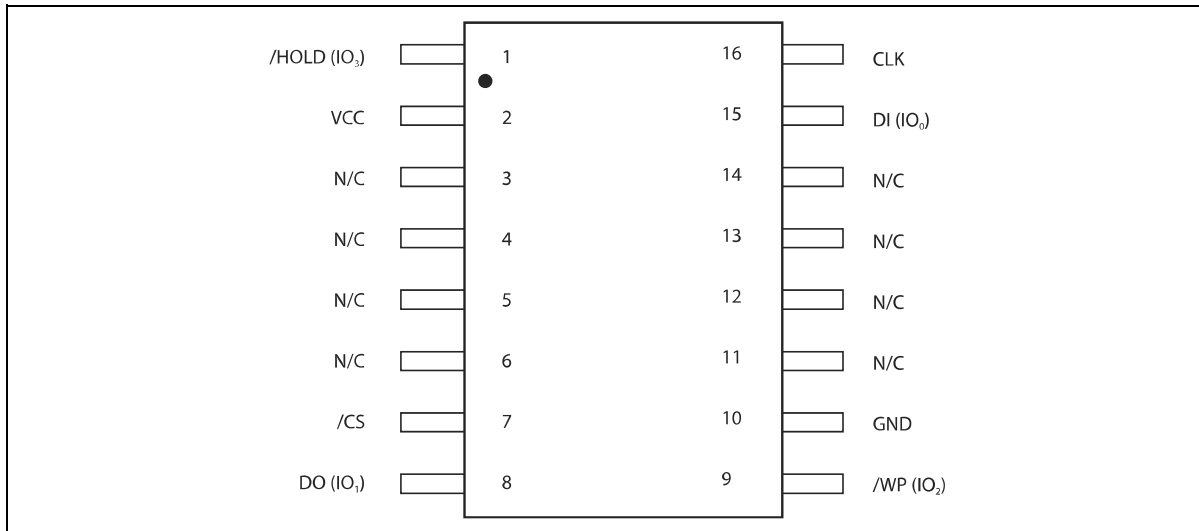 /HOLD (IO₃) 1 16 CLK
VCC 2 15 DI (IO₀)
N/C 3 14 N/C
N/C 4 13 N/C
N/C 5 12 N/C
N/C 6 11 N/C
/CS 7 10 GND
DO (IO₁) 8 9 /WP (IO₂)